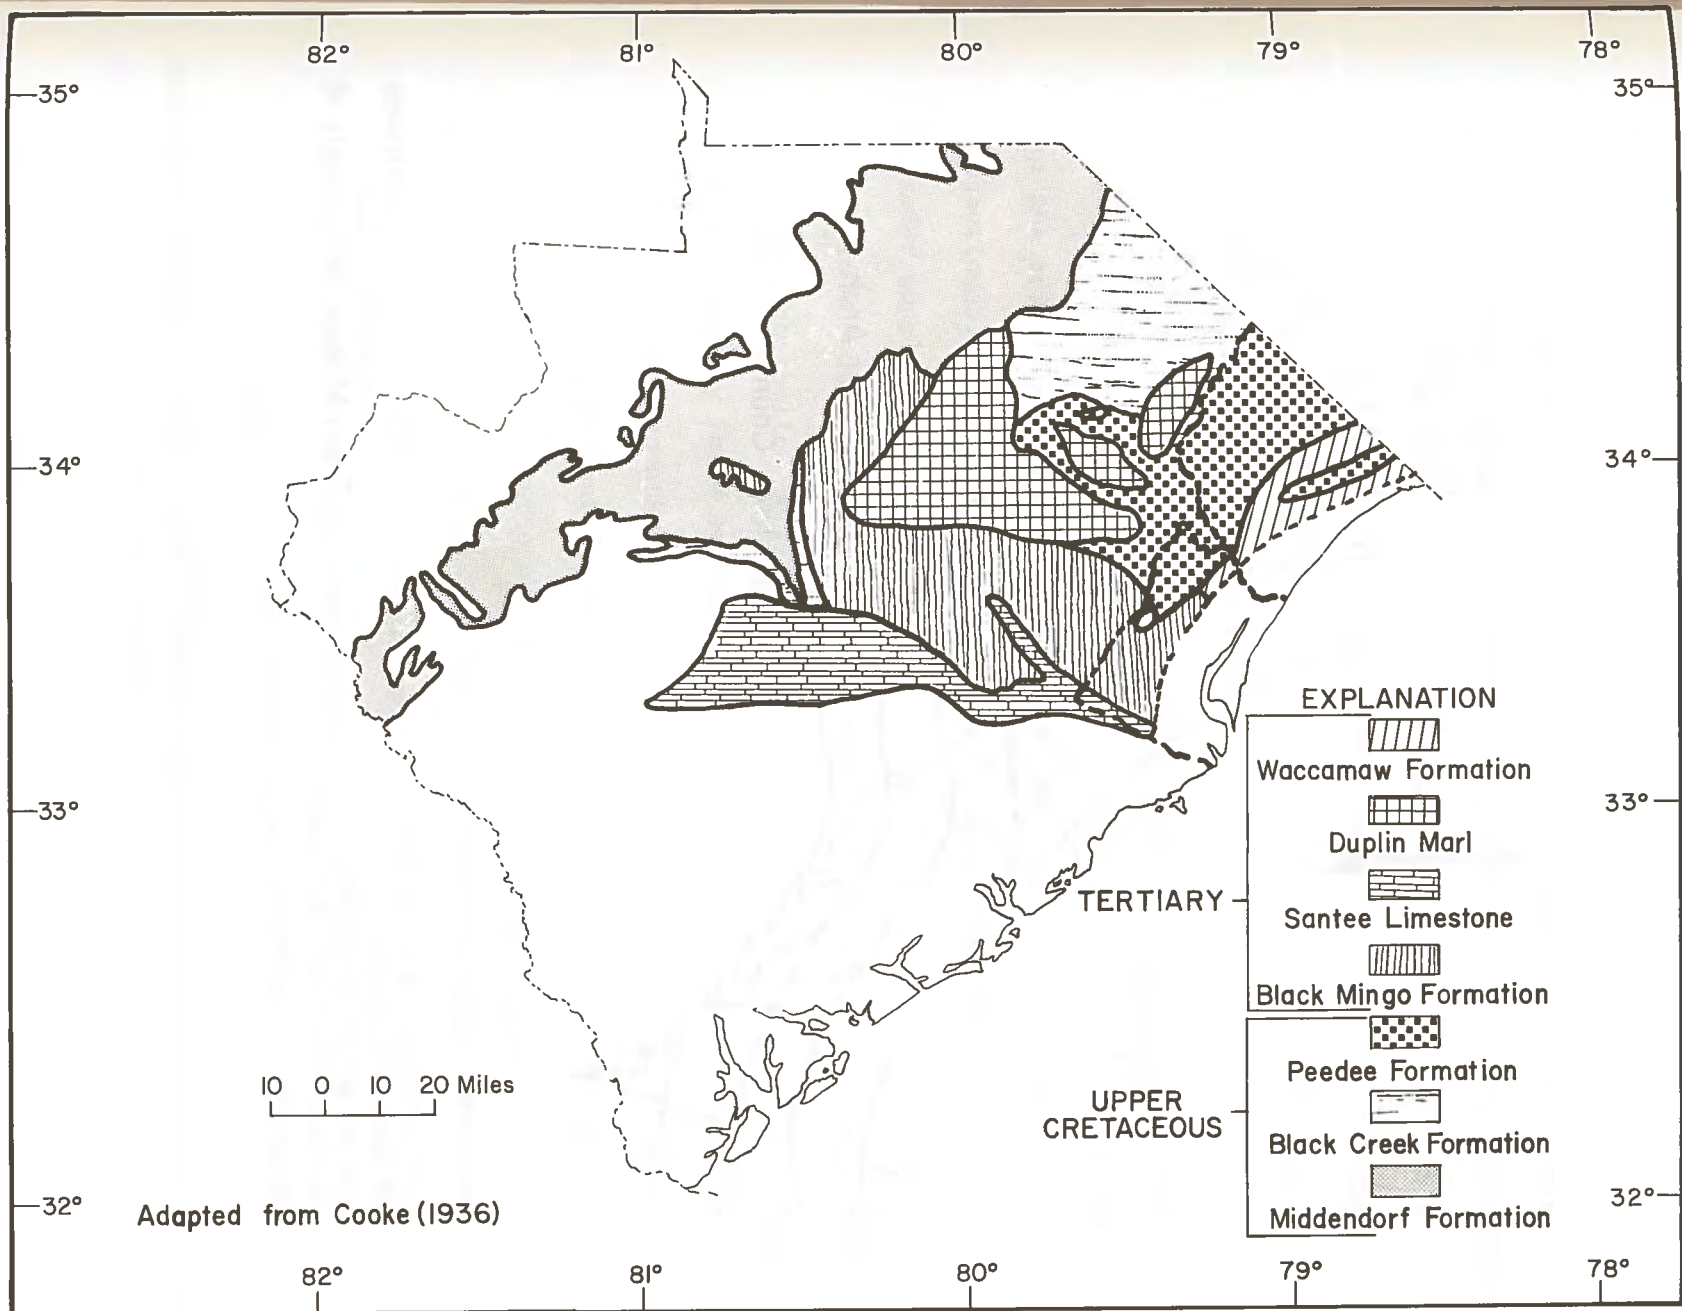 82° 81° 80° 79° 78°
35° 35°
34° 34°
33° 33°
32° 32°
EXPLANATION
Waccamaw Formation
Duplin Marl
TERTIARY
Santee Limestone
Black Mingo Formation
Peedee Formation
UPPER
CRETACEOUS
Black Creek Formation
Middendorf Formation
10 0 10 20 Miles
Adapted from Cooke (1936)
82° 81° 80° 79° 78°